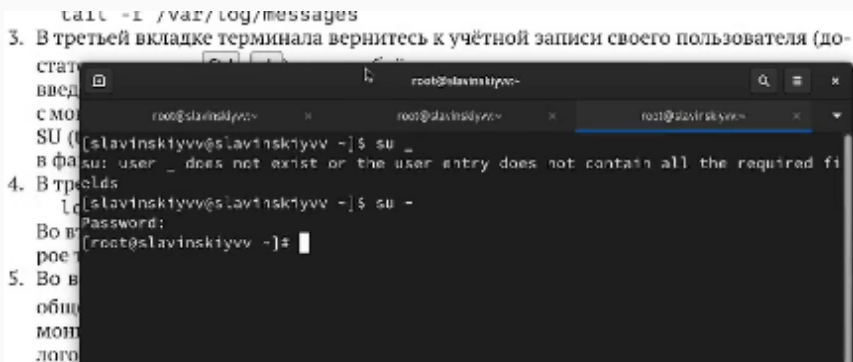 tail -f /var/log/messages
3. В третьей вкладке терминала вернитесь к учётной записи своего пользователя (до-
root@slavinskiyvv:~
root@slavinskiyvv:~ root@slavinskiyvv:~ root@slavinskiyvv:~
[slavinskiyvv@slavinskiyvv ~]$ su _
su: user _ does not exist or the user entry does not contain all the required fi
elds
[slavinskiyvv@slavinskiyvv ~]$ su -
Password:
[root@slavinskiyvv ~]#
введ
с мо
SU (
в фа
4. В тре
Во в
рое
5. Во в
общ
мон
лого